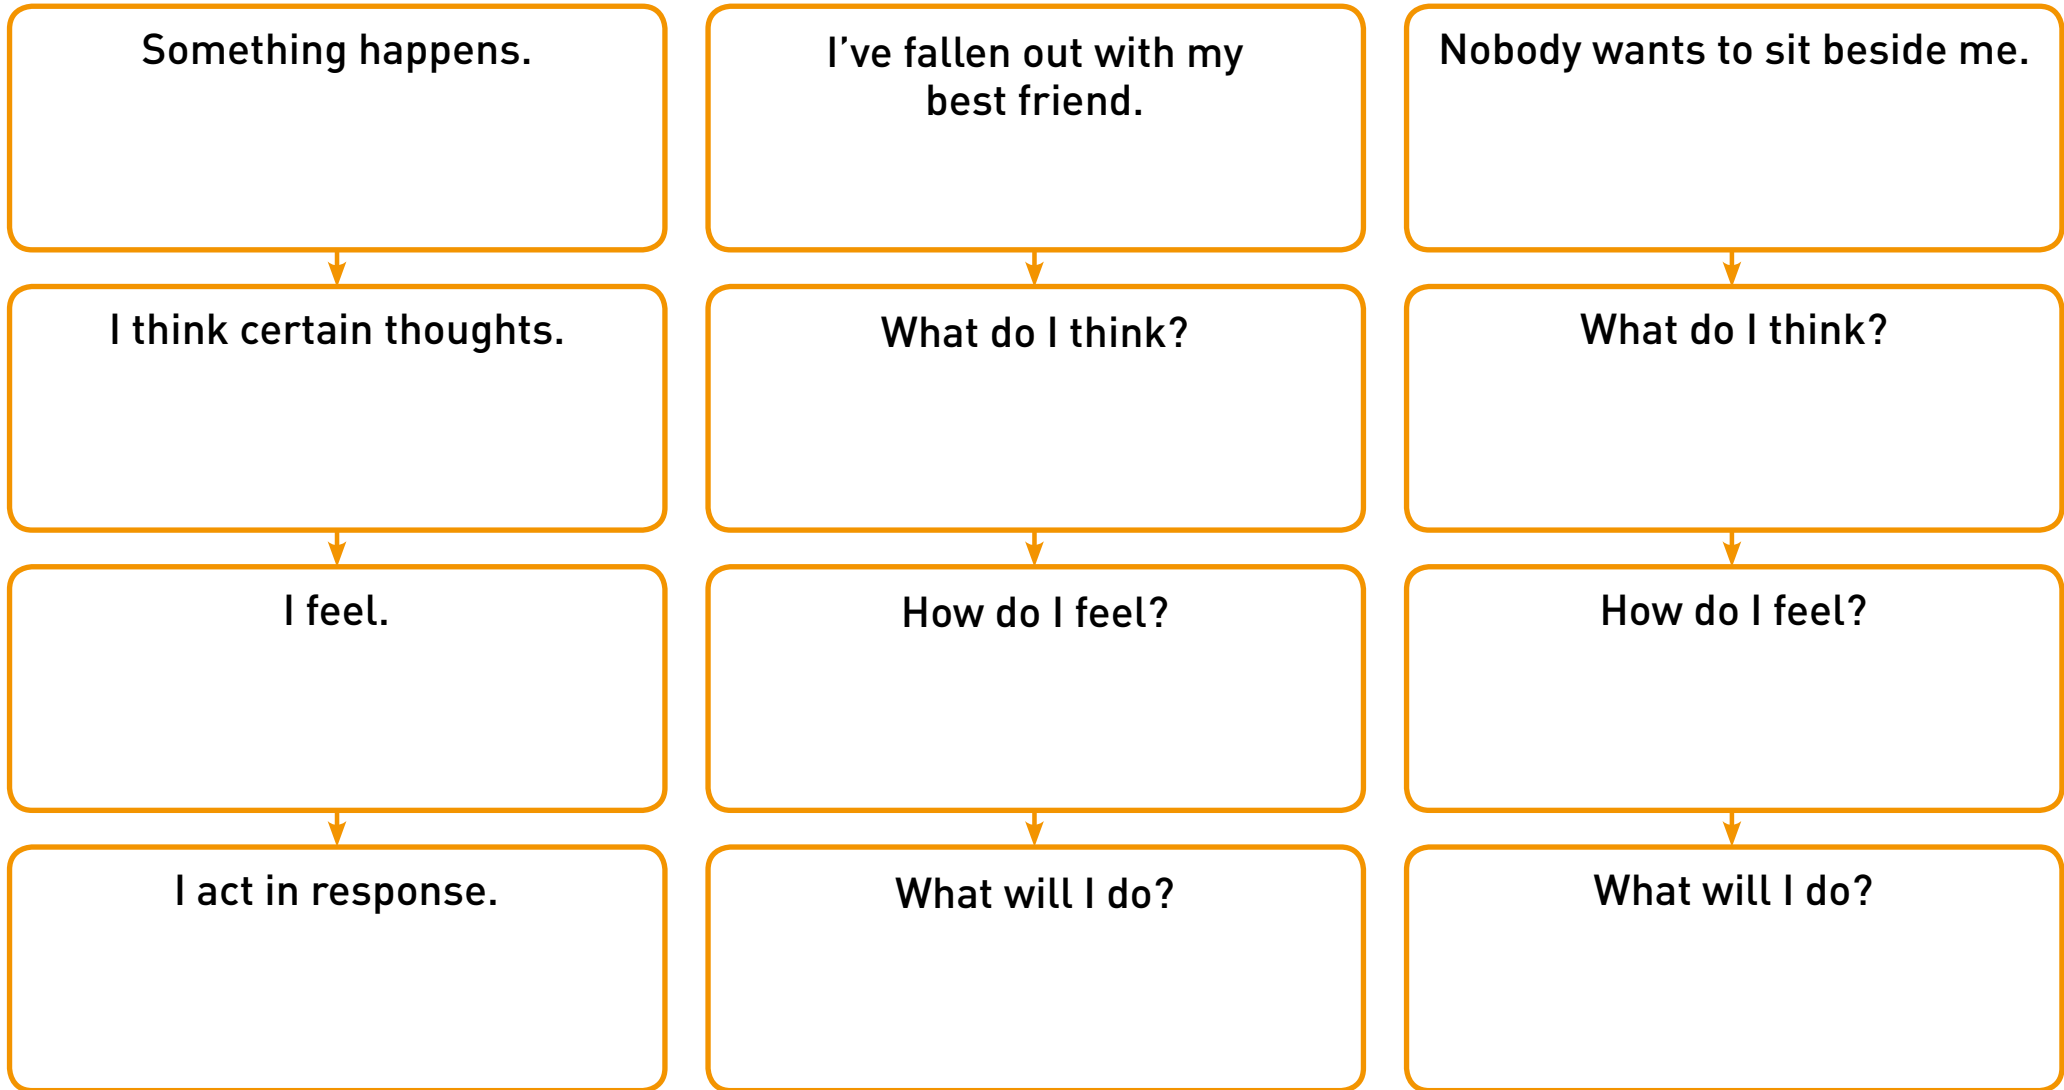 Something happens.
I think certain thoughts.
I feel.
I act in response.
I’ve fallen out with my
best friend.
What do I think?
How do I feel?
What will I do?
Nobody wants to sit beside me.
What do I think?
How do I feel?
What will I do?